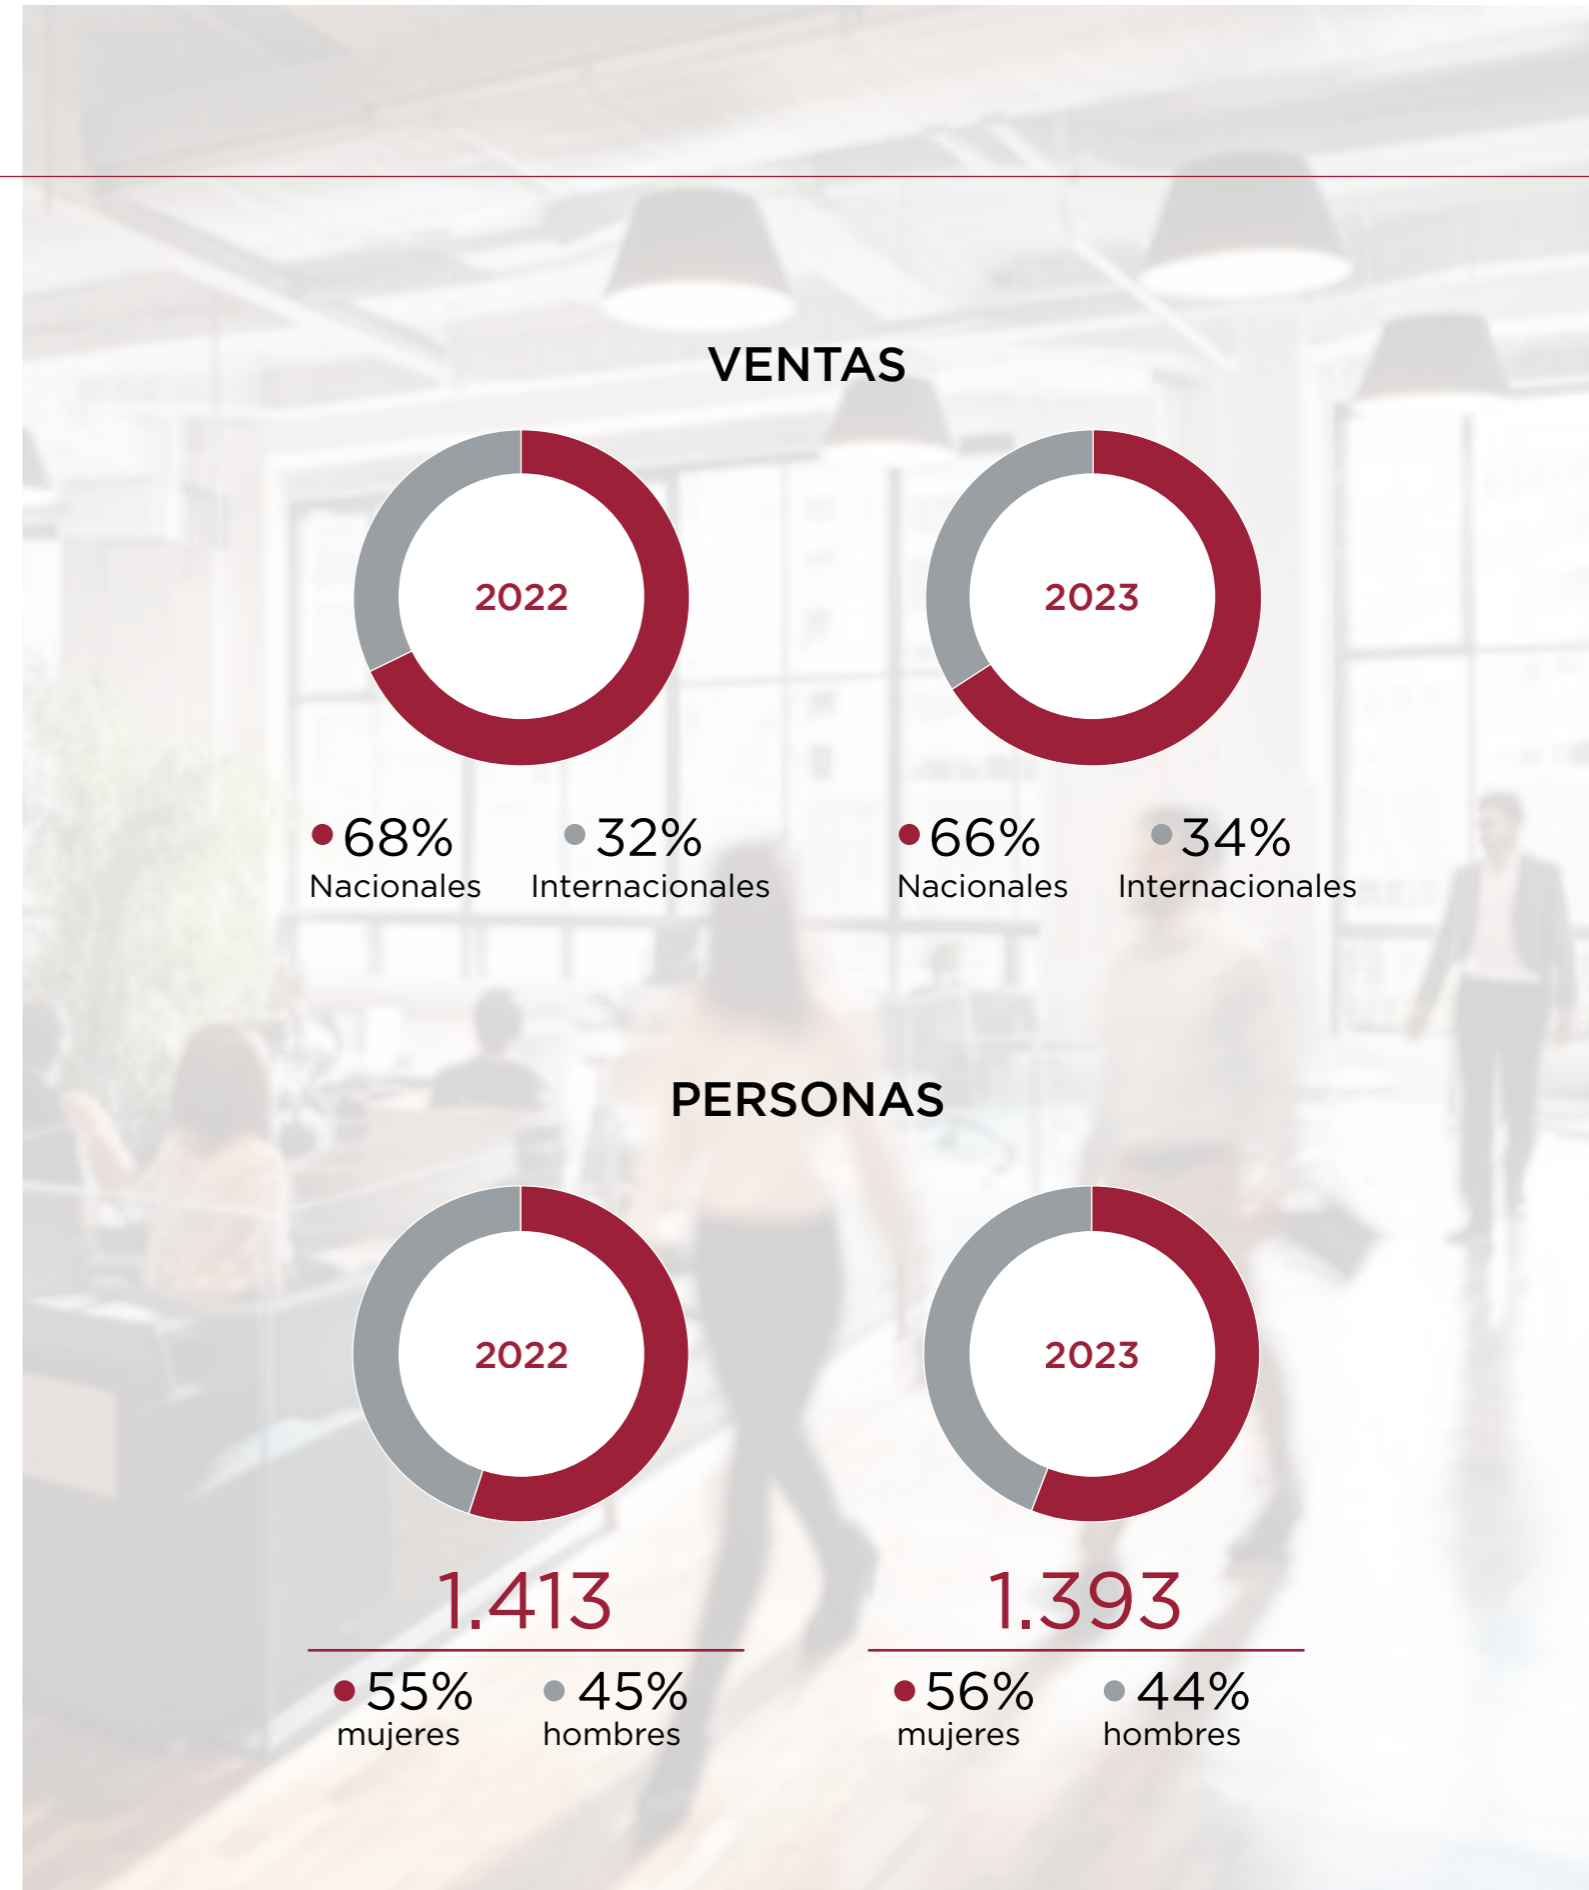 VENTAS
2022
2023
68%
32%
66%
34%
Nacionales
Internacionales
Nacionales
Internacionales
PERSONAS
2022
2023
1.413
1.393
55%
45%
56%
44%
mujeres
hombres
mujeres
hombres